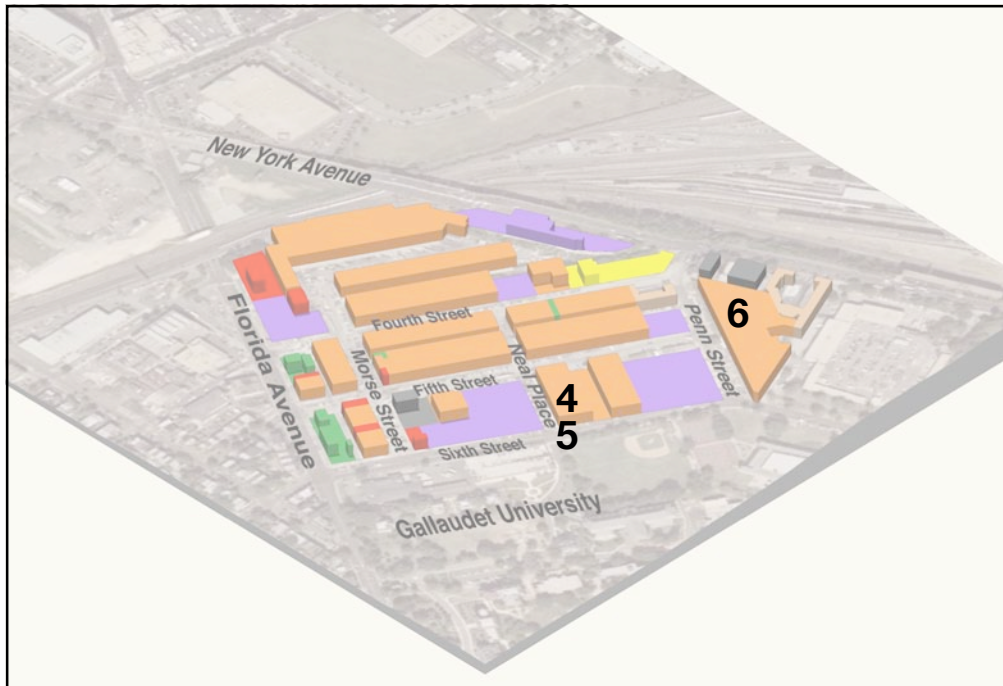 New York Avenue
Florida Avenue
Fourth Street
6
Penn Street
Morse Street
Neal Place
Fifth Street
4
5
Sixth Street
Gallaudet University